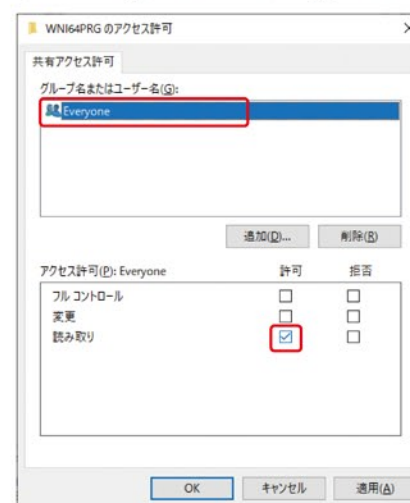 WNI64PRG のアクセス許可
共有アクセス許可
グループ名またはユーザー名(G):
Everyone
追加(D)...
削除(R)
アクセス許可(P): Everyone 許可 拒否
フル コントロール
変更
読み取り
OK キャンセル 適用(A)